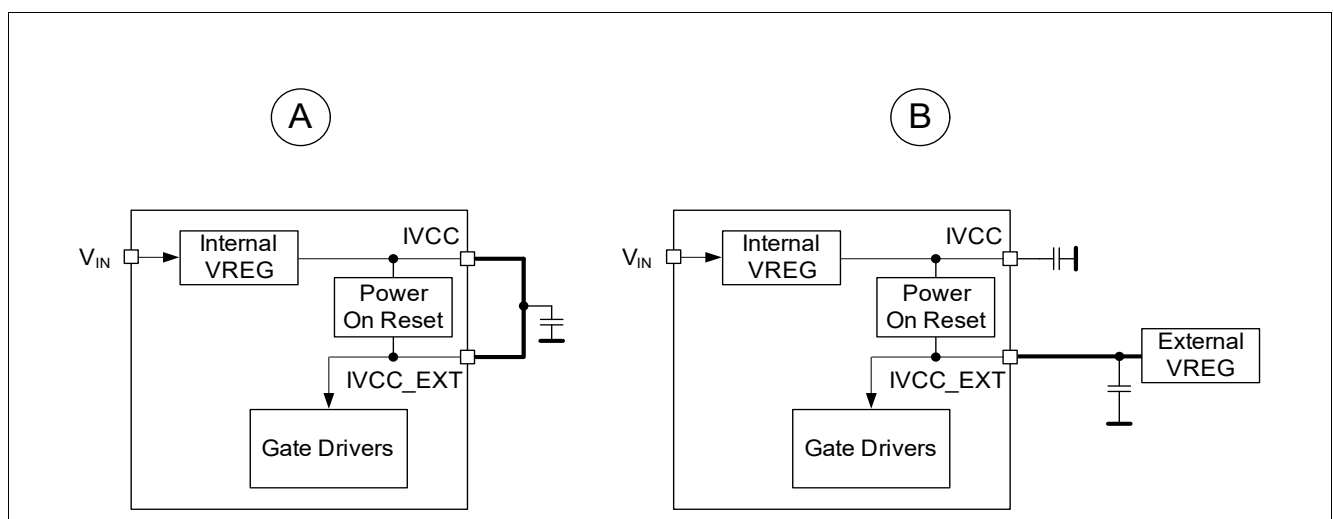 A
B
V_IN
Internal
VREG
IVCC
Power
On Reset
IVCC_EXT
Gate Drivers
V_IN
Internal
VREG
IVCC
Power
On Reset
IVCC_EXT
External
VREG
Gate Drivers